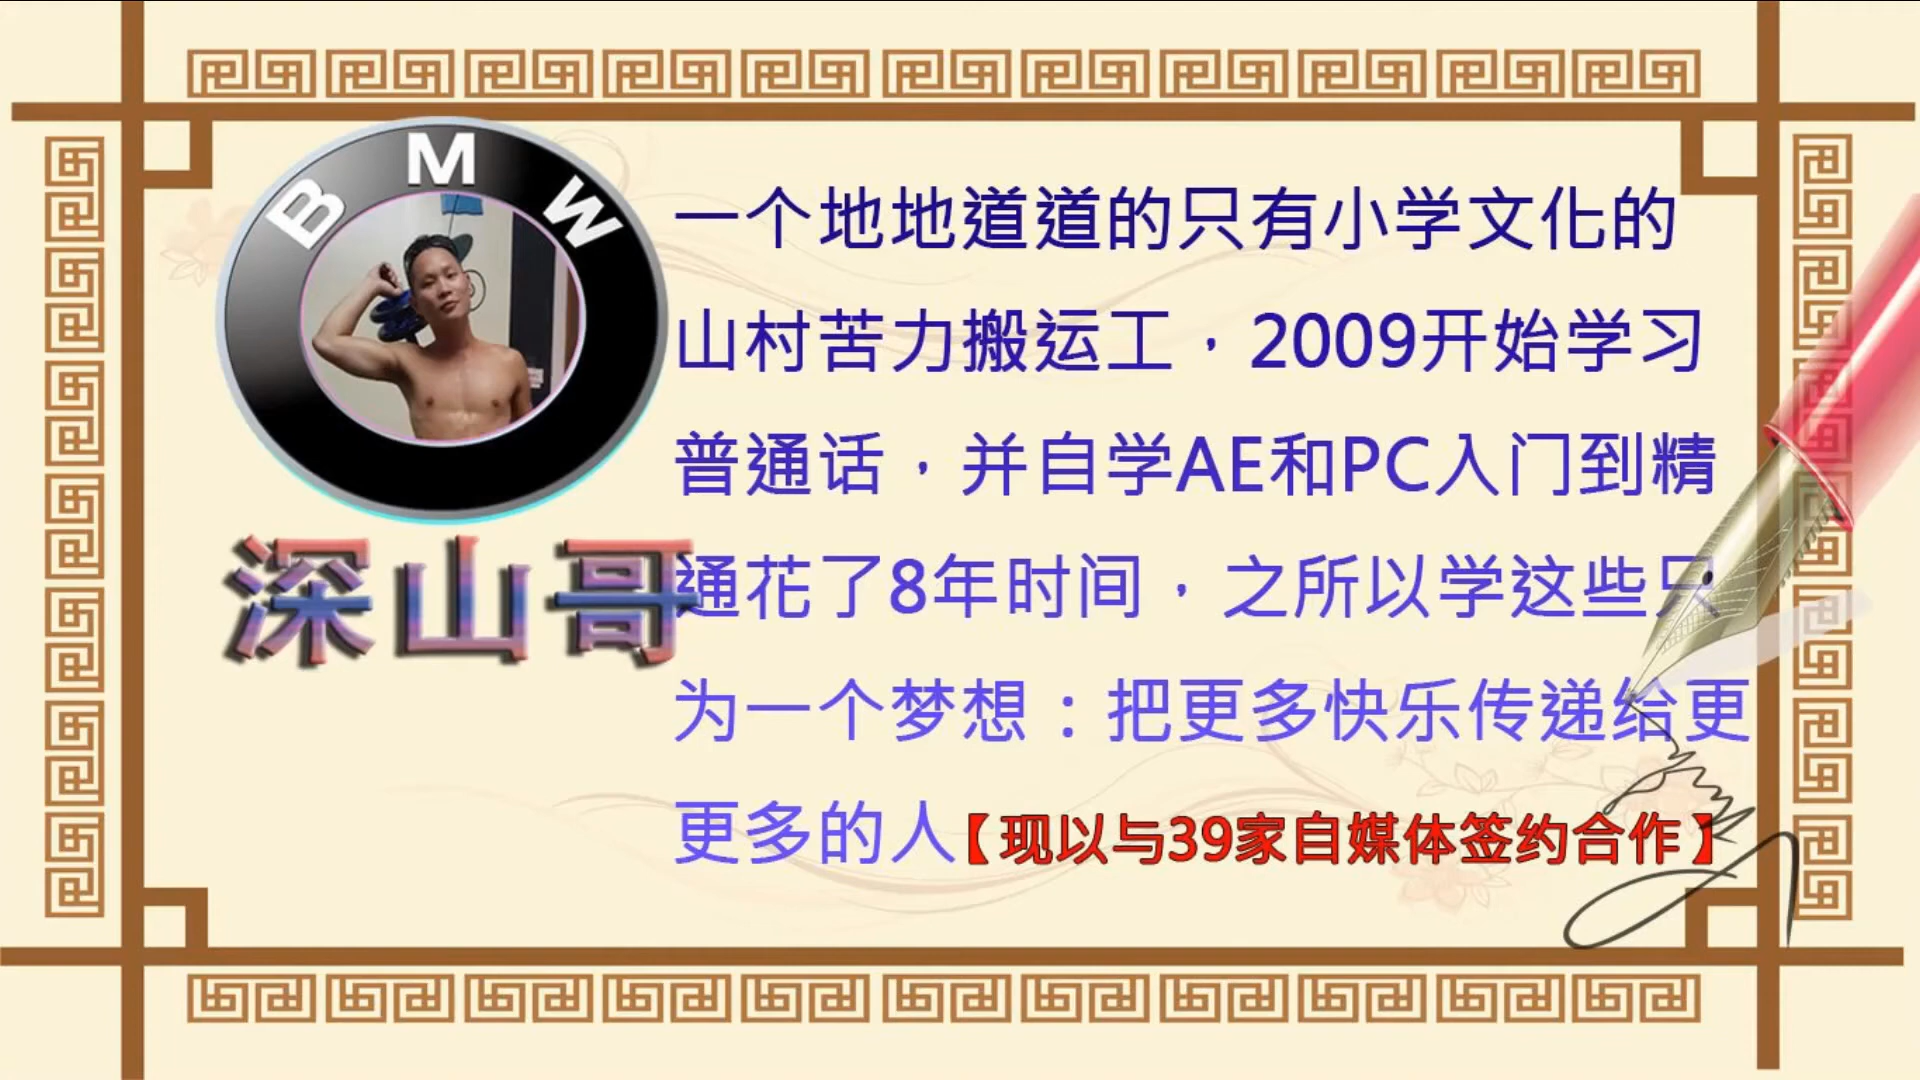 BMW
深山哥
一个地地道道的只有小学文化的
山村苦力搬运工，2009开始学习
普通话，并自学AE和PC入门到精
通花了8年时间，之所以学这些只
为一个梦想：把更多快乐传递给更
更多的人【现以与39家自媒体签约合作】